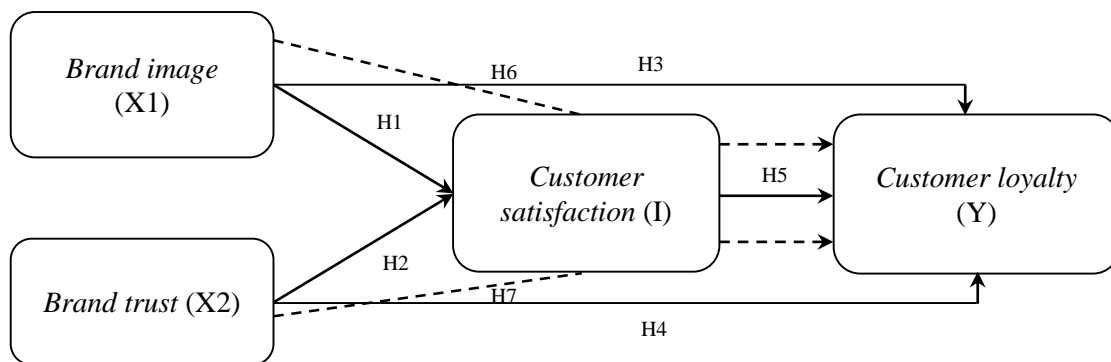 Brand image
(X1)
H6
H3
H1
Customer
satisfaction (I)
H5
Customer loyalty
(Y)
H2
Brand trust (X2)
H7
H4